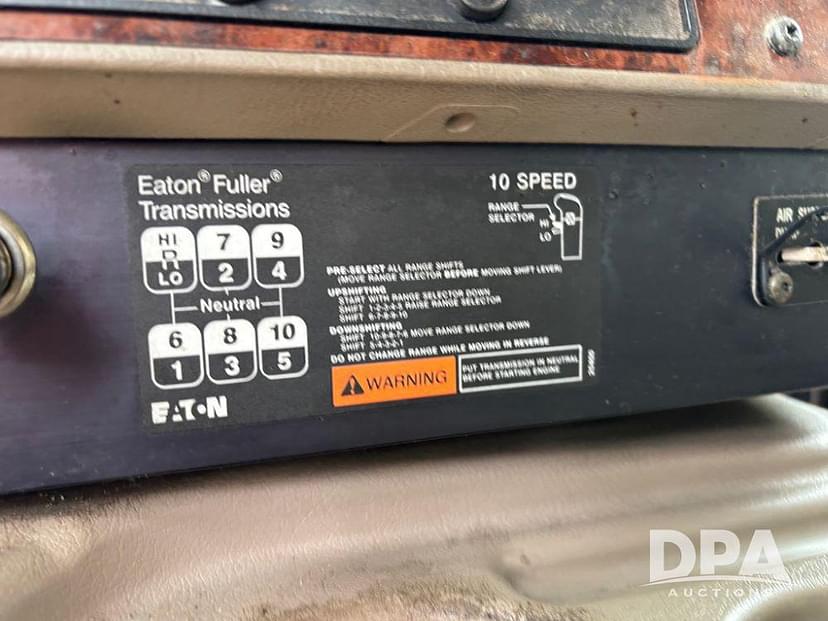 Eaton® Fuller®
Transmissions
10 SPEED
RANGE
SELECTOR
HI
LO
HI 7 9
R
LO 2 4
Neutral
6 8 10
1 3 5
EATON
PRE-SELECT ALL RANGE SHIFTS
(MOVE RANGE SELECTOR BEFORE MOVING SHIFT LEVER)
UPSHIFTING
START WITH RANGE SELECTOR DOWN
SHIFT 1-2-3-4-5 RAISE RANGE SELECTOR
SHIFT 6-7-8-9-10
DOWNSHIFTING
SHIFT 10-9-8-7-6 MOVE RANGE SELECTOR DOWN
SHIFT 5-4-3-2-1
DO NOT CHANGE RANGE WHILE MOVING IN REVERSE
WARNING
PUT TRANSMISSION IN NEUTRAL
BEFORE STARTING ENGINE
AIR
DPA
AUCTIONS